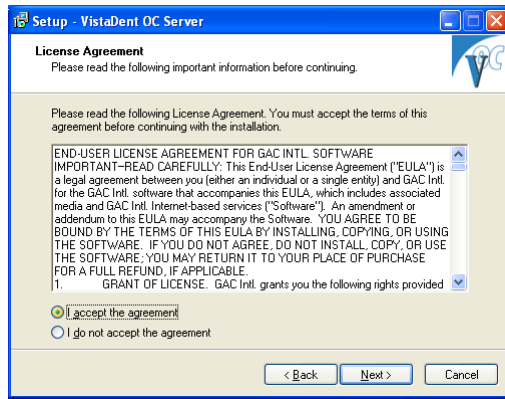 Setup - VistaDent OC Server
License Agreement
Please read the following important information before continuing.
VOC
Please read the following License Agreement. You must accept the terms of this
agreement before continuing with the installation.
END-USER LICENSE AGREEMENT FOR GAC INTL. SOFTWARE
IMPORTANT—READ CAREFULLY: This End-User License Agreement ("EULA") is
a legal agreement between you (either an individual or a single entity) and GAC Intl.
for the GAC Intl. software that accompanies this EULA, which includes associated
media and GAC Intl. Internet-based services ("Software"). An amendment or
addendum to this EULA may accompany the Software. YOU AGREE TO BE
BOUND BY THE TERMS OF THIS EULA BY INSTALLING, COPYING, OR USING
THE SOFTWARE. IF YOU DO NOT AGREE, DO NOT INSTALL, COPY, OR USE
THE SOFTWARE; YOU MAY RETURN IT TO YOUR PLACE OF PURCHASE
FOR A FULL REFUND, IF APPLICABLE.
1. GRANT OF LICENSE. GAC Intl. grants you the following rights provided
I accept the agreement
I do not accept the agreement
< Back
Next >
Cancel